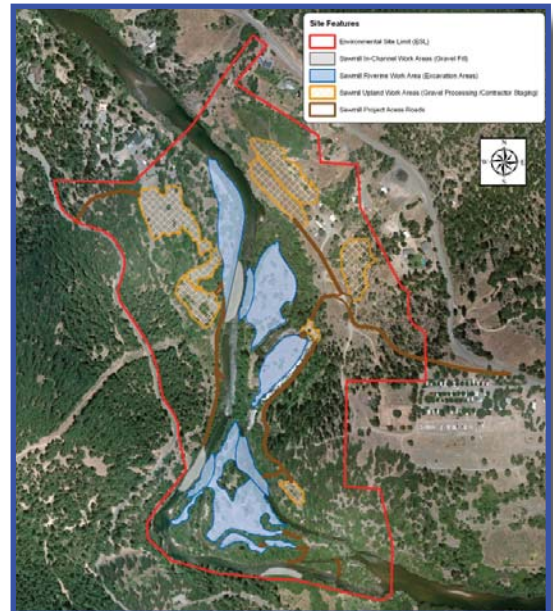 Site Features
Environmental Site Limit (ESL)
Sawmill In-Channel Work Areas (Gravel Fill)
Sawmill Riverine Work Area (Excavation Areas)
Sawmill Upland Work Areas (Gravel Processing /Contractor Staging)
Sawmill Project Acess Roads
N
W E
S